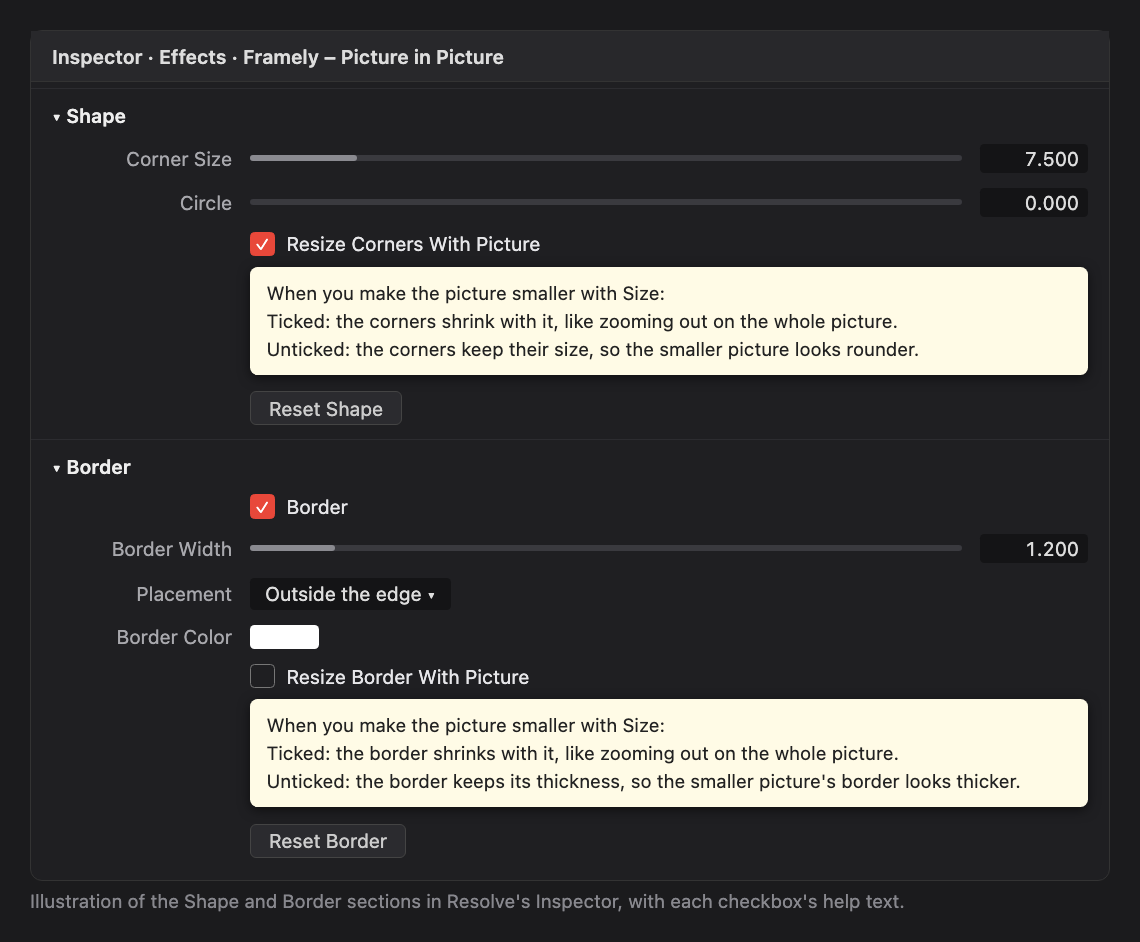 Inspector · Effects · Framely – Picture in Picture
▾ Shape
Corner Size 7.500
Circle 0.000
Resize Corners With Picture
When you make the picture smaller with Size:
Ticked: the corners shrink with it, like zooming out on the whole picture.
Unticked: the corners keep their size, so the smaller picture looks rounder.
Reset Shape
▾ Border
Border
Border Width 1.200
Placement Outside the edge ▾
Border Color
Resize Border With Picture
When you make the picture smaller with Size:
Ticked: the border shrinks with it, like zooming out on the whole picture.
Unticked: the border keeps its thickness, so the smaller picture's border looks thicker.
Reset Border
Illustration of the Shape and Border sections in Resolve's Inspector, with each checkbox's help text.